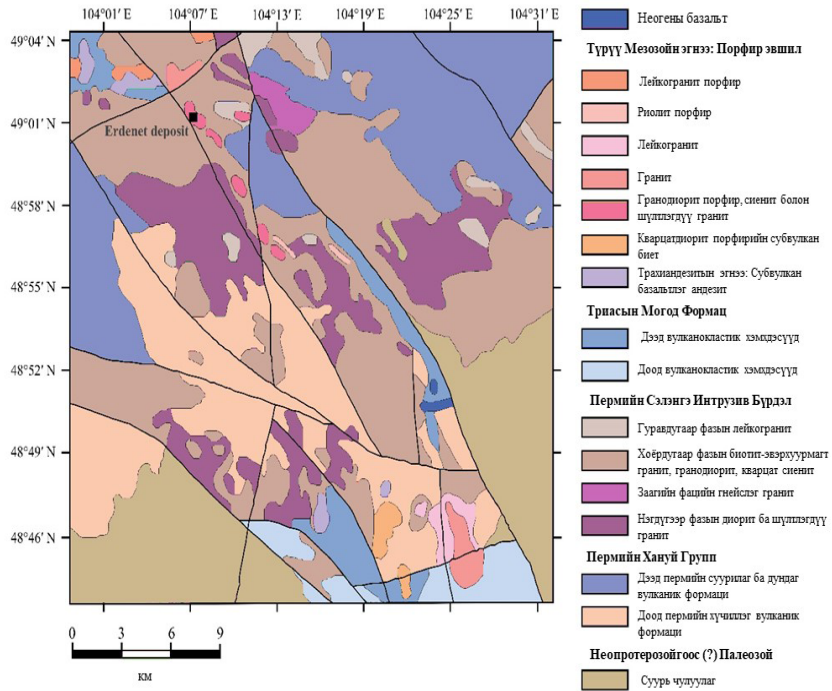 104°01′ E 104°07′ E 104°13′ E 104°19′ E 104°25′ E 104°31′ E
49°04′ N
49°01′ N
48°58′ N
48°55′ N
48°52′ N
48°49′ N
48°46′ N
Erdenet deposit
0 3 6 9
км
Неогены базальт
Түрүү Мезозойн эгнээ: Порфир эвшил
Лейкогранит порфир
Риолит порфир
Лейкогранит
Гранит
Гранодиорит порфир, сиенит болон
шүлтлэгдүү гранит
Кварцатдиорит порфирийн субвулкан
биет
Трахиандезитын эгнээ: Субвулкан
базальтлэг андезит
Триасын Могод Формац
Дээд вулканокластик хэмхдэсүүд
Доод вулканокластик хэмхдэсүүд
Пермийн Сэлэнгэ Интрузив Бүрдэл
Гуравдугаар фазын лейкогранит
Хоёрдугаар фазын биотит-эвэрхуурмагт
гранит, гранодиорит, кварцат сиенит
Заагийн фацийн гнейслэг гранит
Нэгдүгээр фазын диорит ба шүлтлэгдүү
гранит
Пермийн Хануй Групп
Дээд пермийн суурилаг ба дундаг
вулканик формаци
Доод пермийн хүчиллэг вулканик
формаци
Неопротерозойгоос (?) Палеозой
Суурь чулуулаг